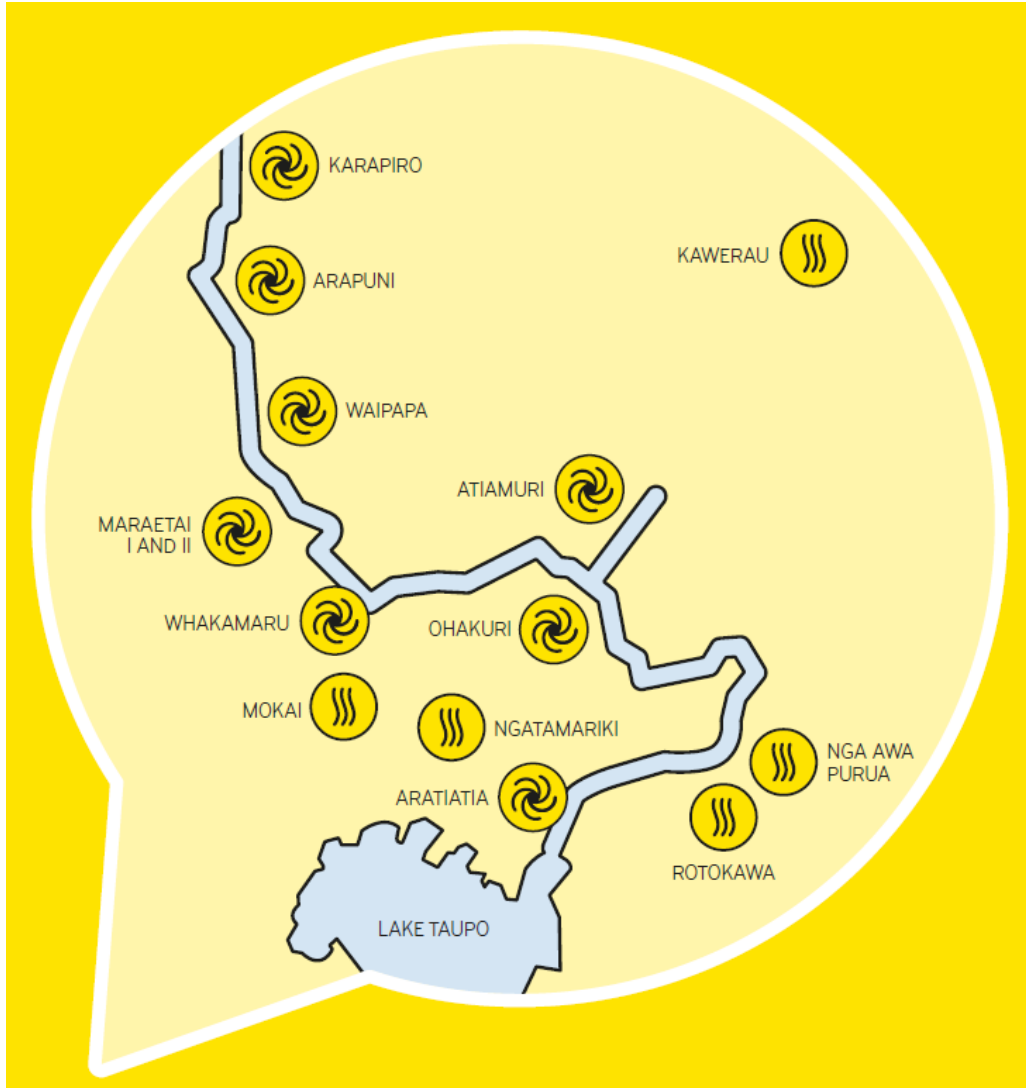 KARAPIRO
KAWERAU
ARAPUNI
WAIPAPA
ATIAMURI
MARAETAI
I AND II
WHAKAMARU
OHAKURI
MOKAI
NGATAMARIKI
NGA AWA
PURUA
ARATIATIA
ROTOKAWA
LAKE TAUPO